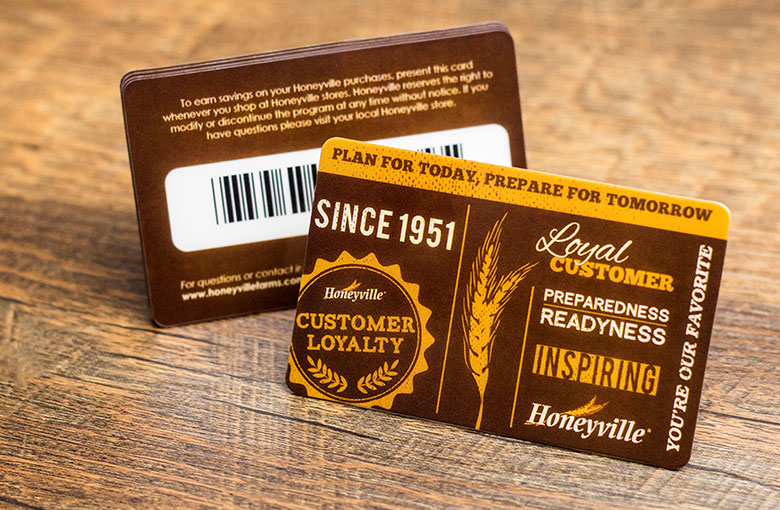 To earn savings on your Honeyville purchases, present this card
whenever you shop at Honeyville stores. Honeyville reserves the right to
modify or discontinue the program at any time without notice. If you
have questions please visit your local Honeyville store.
For questions or contact in
www.honeyvillefarms.co
PLAN FOR TODAY, PREPARE FOR TOMORROW
SINCE 1951
Honeyville®
CUSTOMER
LOYALTY
Loyal
CUSTOMER
PREPAREDNESS
READYNESS
INSPIRING
Honeyville®
YOU'RE OUR FAVORITE